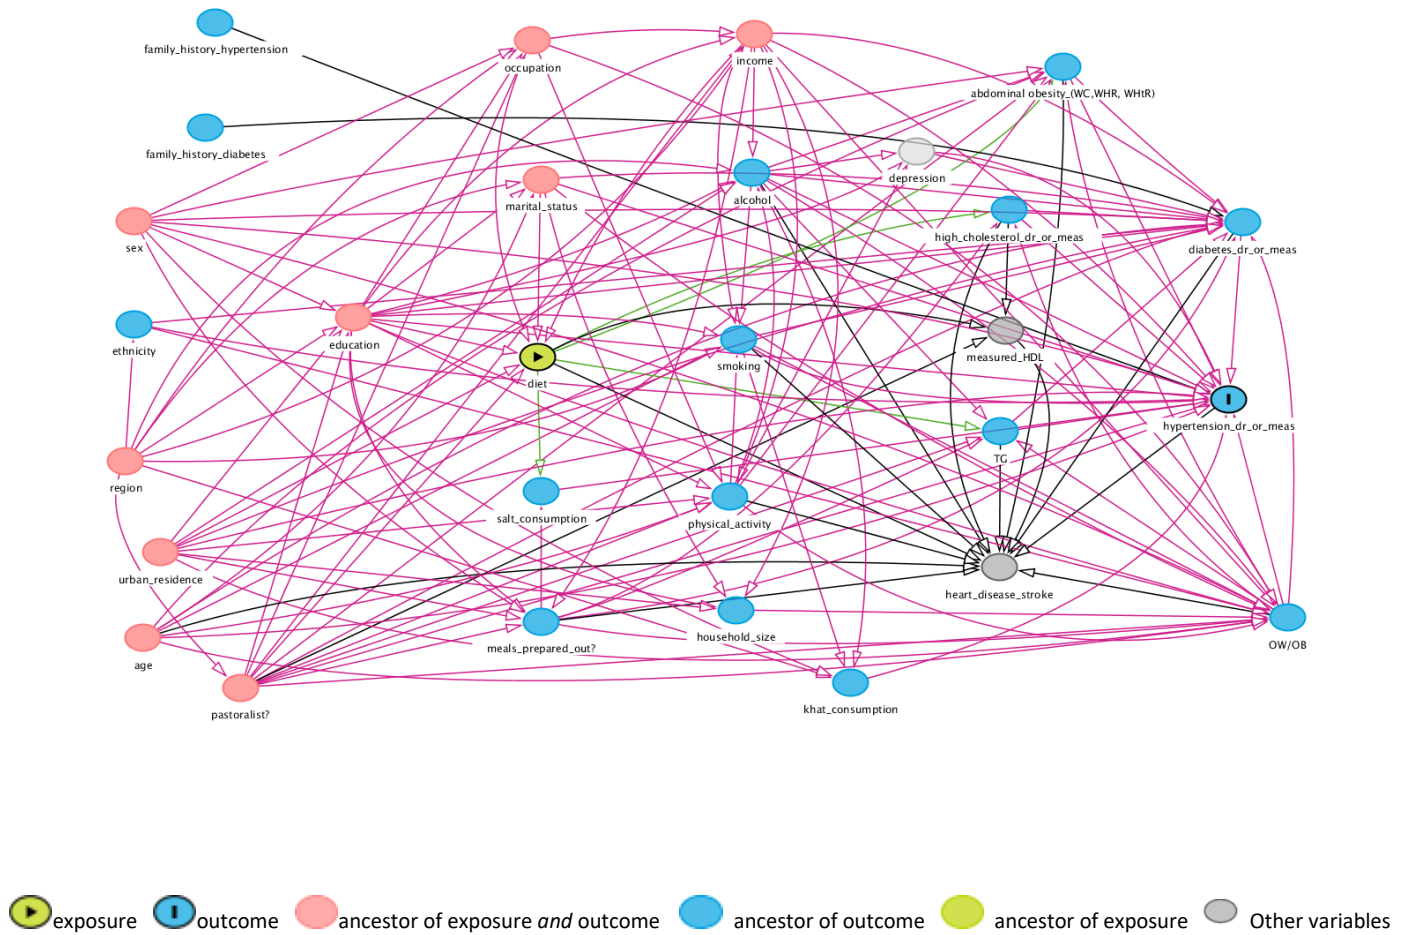 family_history_hypertension
occupation
income
abdominal obesity_(WC,WHR, WHtR)
family_history_diabetes
depression
marital_status
alcohol
sex
high_cholesterol_dr_or_meas
diabetes_dr_or_meas
ethnicity
education
smoking
measured_HDL
diet
hypertension_dr_or_meas
TG
region
salt_consumption
physical_activity
urban_residence
heart_disease_stroke
household_size
OW/OB
meals_prepared_out?
age
khat_consumption
pastoralist?
exposure outcome ancestor of exposure and outcome ancestor of outcome ancestor of exposure Other variables